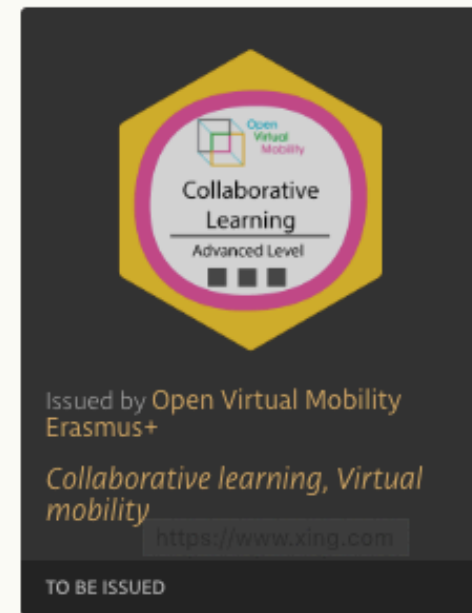 Open
Virtual
Mobility
Collaborative
Learning
Advanced Level
Issued by Open Virtual Mobility
Erasmus+
Collaborative learning, Virtual
mobility
https://www.xing.com
TO BE ISSUED